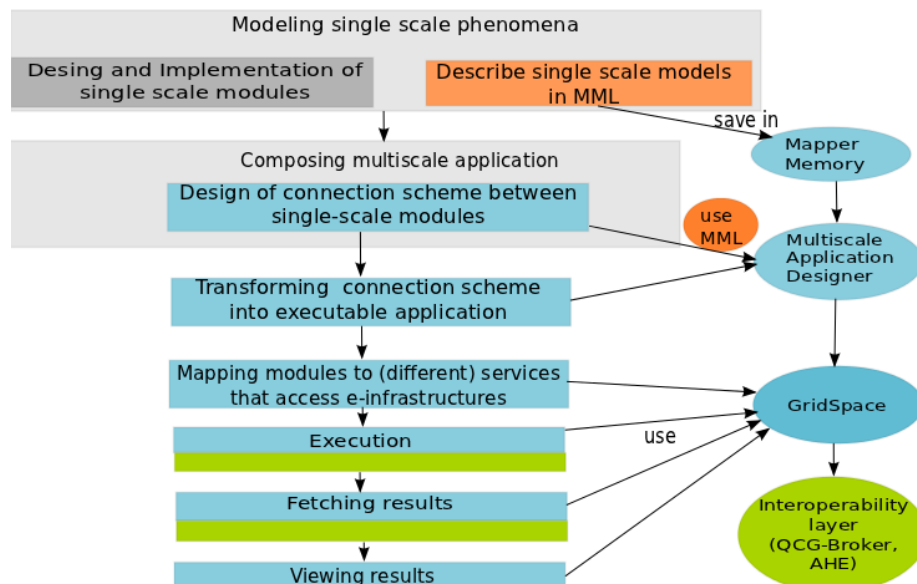 Modeling single scale phenomena
Desing and Implementation of
single scale modules
Describe single scale models
in MML
save in
Mapper
Memory
Composing multiscale application
Design of connection scheme between
single-scale modules
use
MML
Multiscale
Application
Designer
Transforming connection scheme
into executable application
Mapping modules to (different) services
that access e-infrastructures
GridSpace
Execution
use
Fetching results
Interoperability
layer
(QCG-Broker,
AHE)
Viewing results